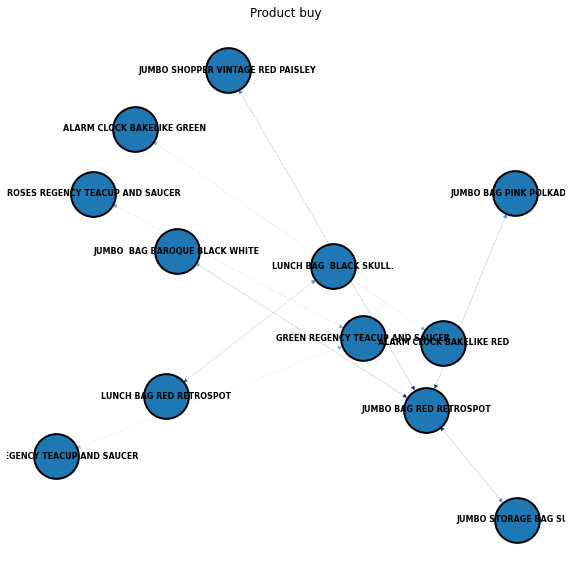 Product buy
JUMBO SHOPPER VINTAGE RED PAISLEY
ALARM CLOCK BAKELIKE GREEN
ROSES REGENCY TEACUP AND SAUCER
JUMBO BAG PINK POLKAD
JUMBO  BAG BAROQUE BLACK WHITE
LUNCH BAG  BLACK SKULL.
GREEN REGENCY TEACUP AND SAUCER
ALARM CLOCK BAKELIKE RED
LUNCH BAG RED RETROSPOT
JUMBO BAG RED RETROSPOT
EGENCY TEACUP AND SAUCER
JUMBO STORAGE BAG SU